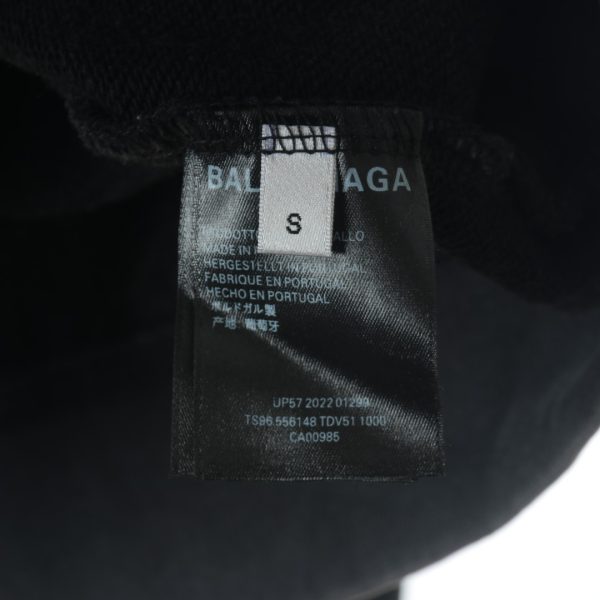 BAL AGA
S
MADE IN
HERGESTELLT IN PORTUGAL
FABRIQUE EN PORTUGAL
HECHO EN PORTUGAL
ポルトガル製
产地 葡萄牙
UP57 2022 01299
TS96 556148 TDV51 1000
CA00985